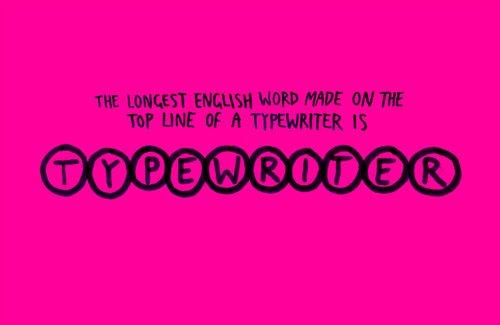 THE LONGEST ENGLISH WORD MADE ON THE
TOP LINE OF A TYPEWRITER IS
TYPEWRITER